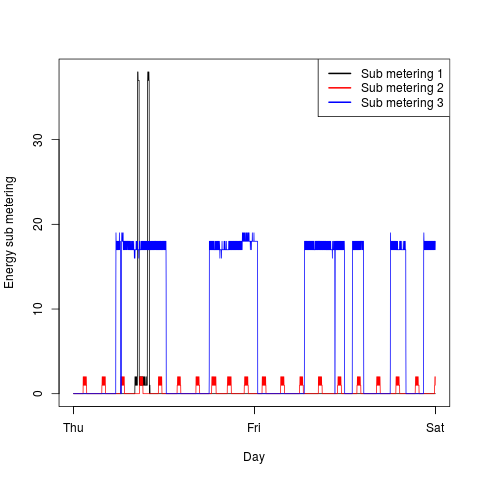 Sub metering 1
Sub metering 2
Sub metering 3
Energy sub metering
30
20
10
0
Thu Fri Sat
Day